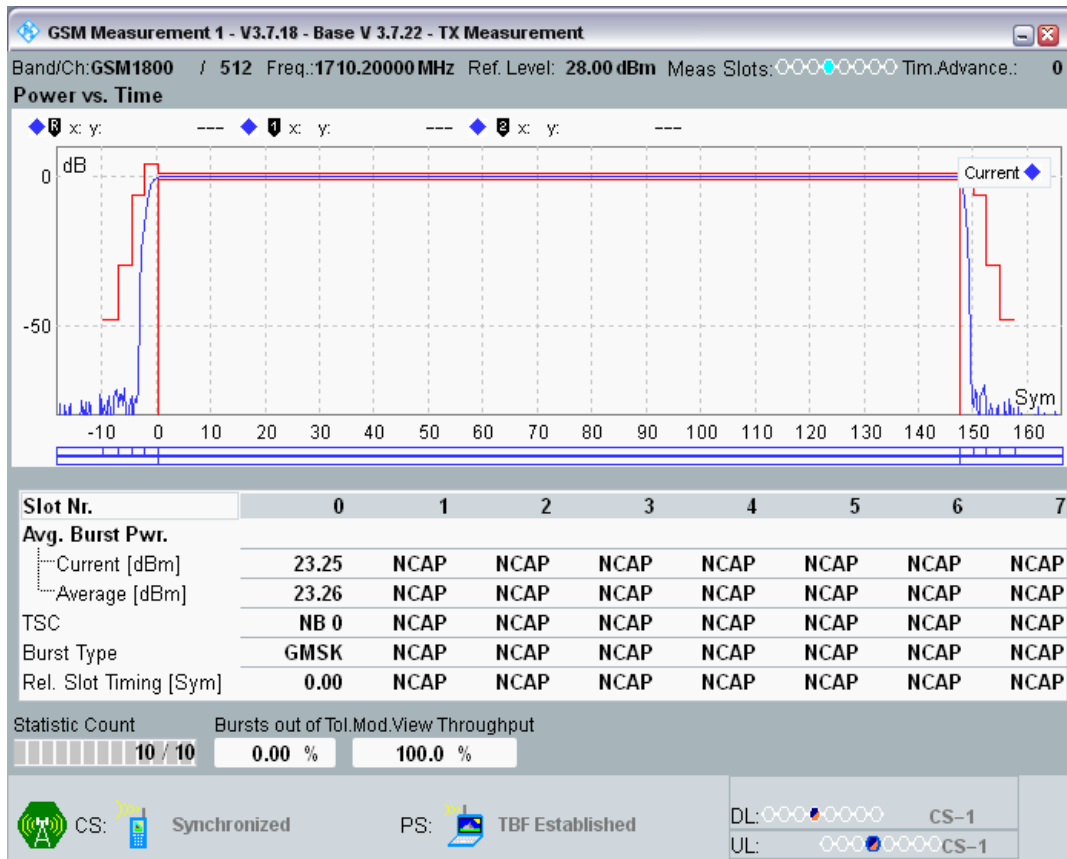 GSM Measurement 1 - V3.7.18 - Base V 3.7.22 - TX Measurement
Band/Ch:GSM1800 / 512 Freq.:1710.20000 MHz Ref. Level: 28.00 dBm Meas Slots: Tim.Advance.: 0
Power vs. Time
R x: y: --- 1 x: y: --- 2 x: y: ---
dB
Current
0
-50
Sym
-10 0 10 20 30 40 50 60 70 80 90 100 110 120 130 140 150 160
Slot Nr. 0 1 2 3 4 5 6 7
Avg. Burst Pwr.
Current [dBm] 23.25 NCAP NCAP NCAP NCAP NCAP NCAP NCAP
Average [dBm] 23.26 NCAP NCAP NCAP NCAP NCAP NCAP NCAP
TSC NB 0 NCAP NCAP NCAP NCAP NCAP NCAP NCAP
Burst Type GMSK NCAP NCAP NCAP NCAP NCAP NCAP NCAP
Rel. Slot Timing [Sym] 0.00 NCAP NCAP NCAP NCAP NCAP NCAP NCAP
Statistic Count Bursts out of Tol.Mod.View Throughput
10 / 10 0.00 % 100.0 %
CS: Synchronized PS: TBF Established
DL: CS-1
UL: CS-1